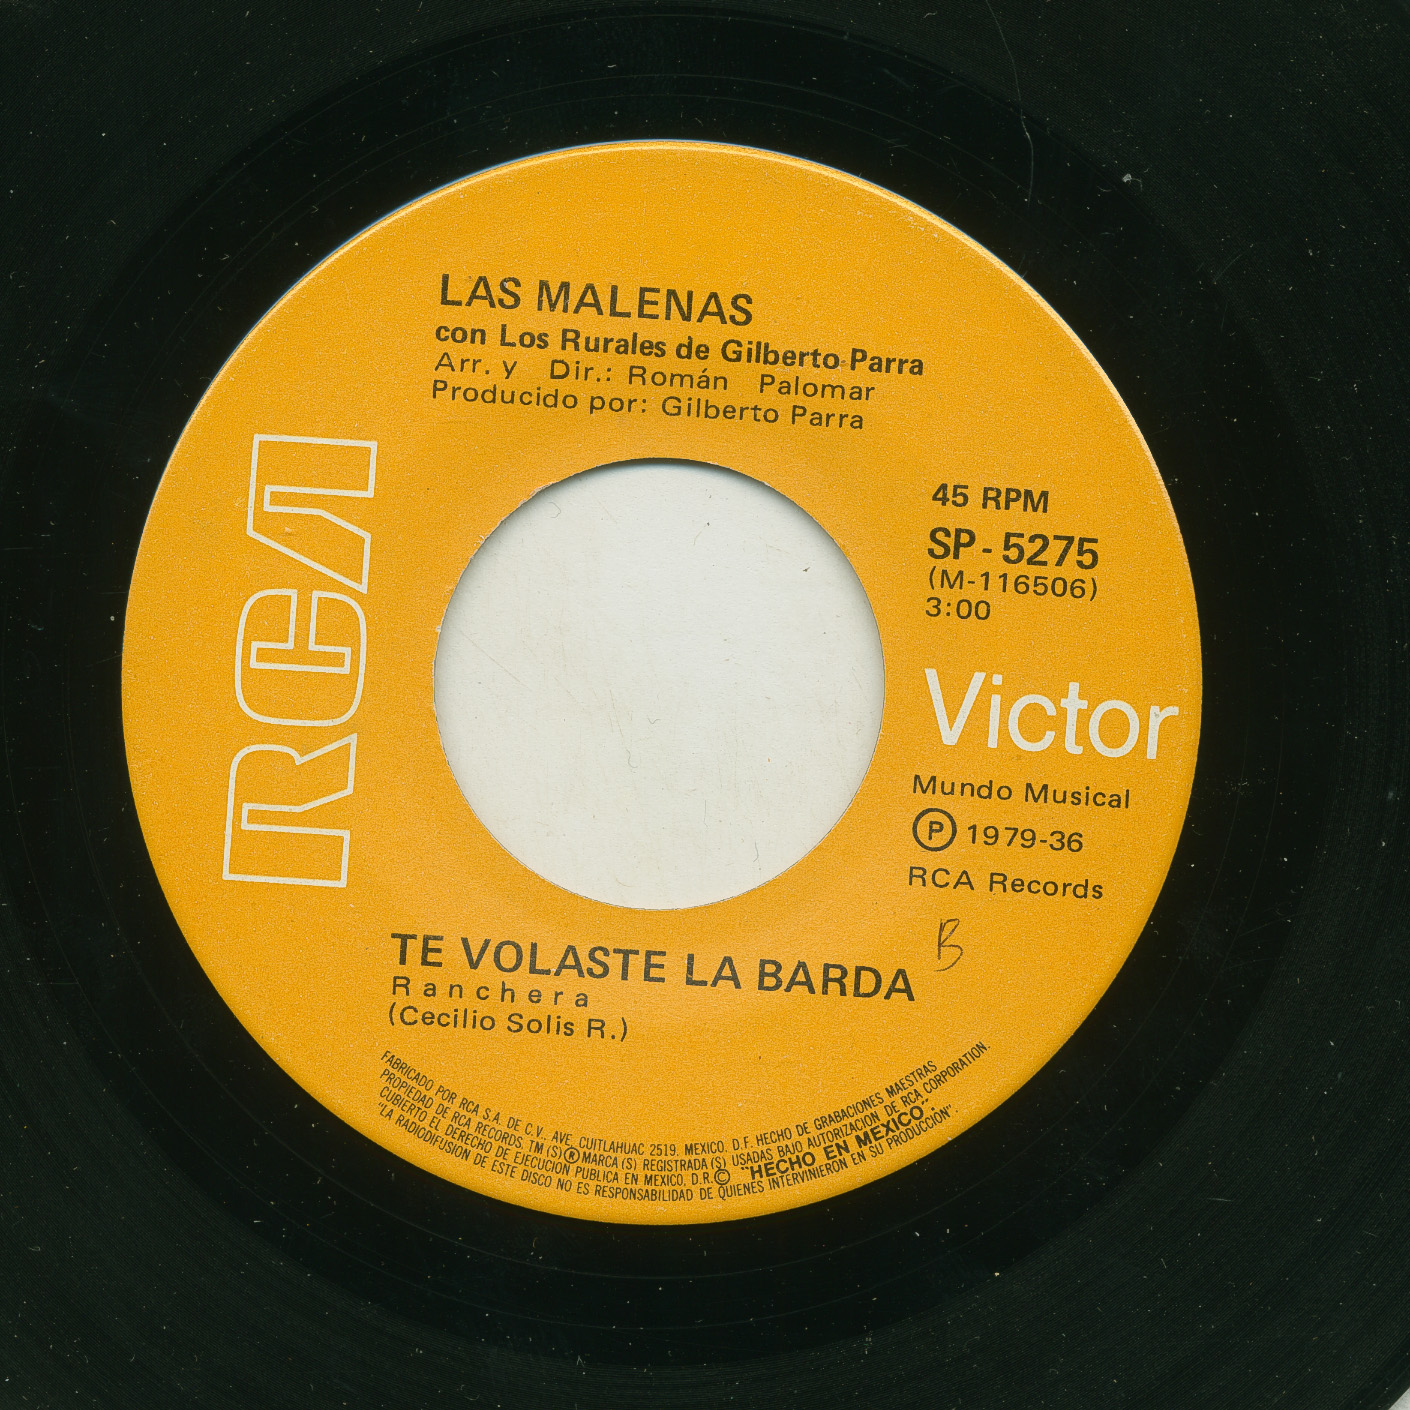 LAS MALENAS
con Los Rurales de Gilberto Parra
Arr. y Dir.: Román Palomar
Producido por: Gilberto Parra
RCA
45 RPM
SP-5275
(M-116506)
3:00
Victor
Mundo Musical
Ⓟ 1979-36
RCA Records
B
TE VOLASTE LA BARDA
Ranchera
(Cecilio Solis R.)
FABRICADO POR RCA S.A. DE C.V., AVE. CUITLAHUAC 2519, MEXICO, D.F. HECHO DE GRABACIONES MAESTRAS
PROPIEDAD DE RCA RECORDS. TM(S)® MARCA(S) REGISTRADA(S) USADAS BAJO AUTORIZACION DE RCA CORPORATION.
CUBIERTO EL DERECHO DE EJECUCION PUBLICA EN MEXICO, D.R.© "HECHO EN MEXICO".
"LA RADIODIFUSION DE ESTE DISCO NO ES RESPONSABILIDAD DE QUIENES INTERVINIERON EN SU PRODUCCION".